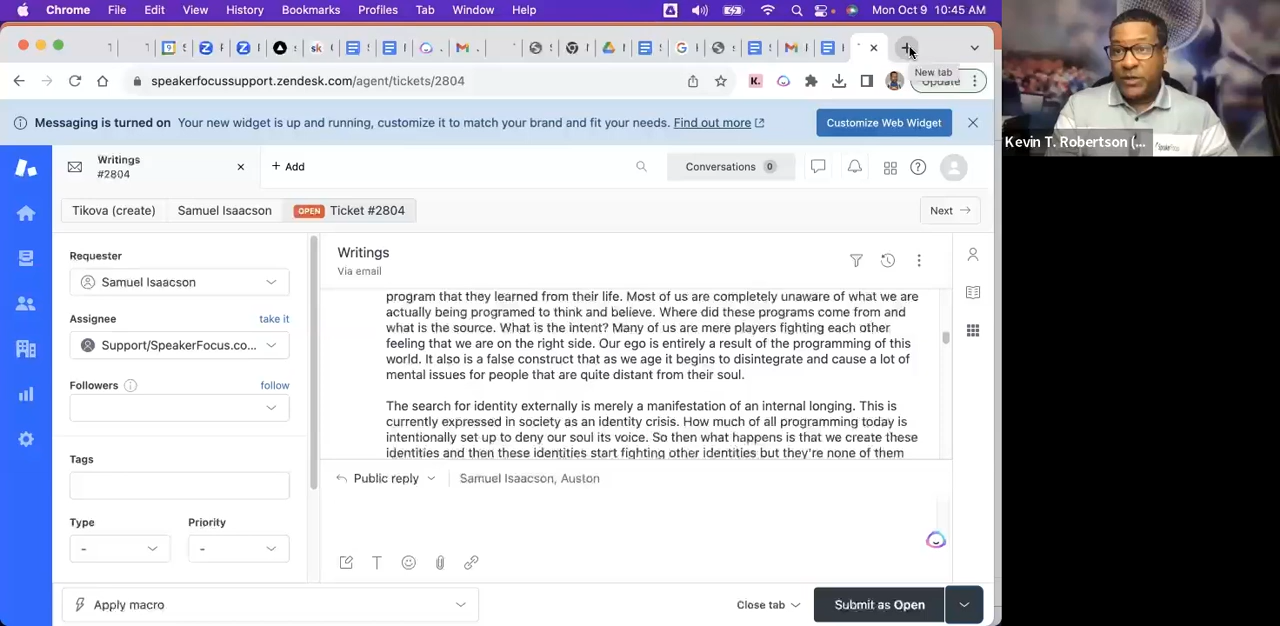 Chrome File Edit View History Bookmarks Profiles Tab Window Help Mon Oct 9 10:45 AM
speakerfocussupport.zendesk.com/agent/tickets/2804
New tab
Update
Messaging is turned on Your new widget is up and running, customize it to match your brand and fit your needs. Find out more
Customize Web Widget
Kevin T. Robertson (...
Writings
#2804
+ Add
Conversations 0
Tikova (create) Samuel Isaacson OPEN Ticket #2804
Next
Requester
Samuel Isaacson
Assignee take it
Support/SpeakerFocus.co...
Followers follow
Tags
Type Priority
- -
Writings
Via email
program that they learned from their life. Most of us are completely unaware of what we are
actually being programed to think and believe. Where did these programs come from and
what is the source. What is the intent? Many of us are mere players fighting each other
feeling that we are on the right side. Our ego is entirely a result of the programming of this
world. It also is a false construct that as we age it begins to disintegrate and cause a lot of
mental issues for people that are quite distant from their soul.
The search for identity externally is merely a manifestation of an internal longing. This is
currently expressed in society as an identity crisis. How much of all programming today is
intentionally set up to deny our soul its voice. So then what happens is that we create these
identities and then these identities start fighting other identities but they're none of them
Public reply Samuel Isaacson, Auston
Apply macro
Close tab
Submit as Open